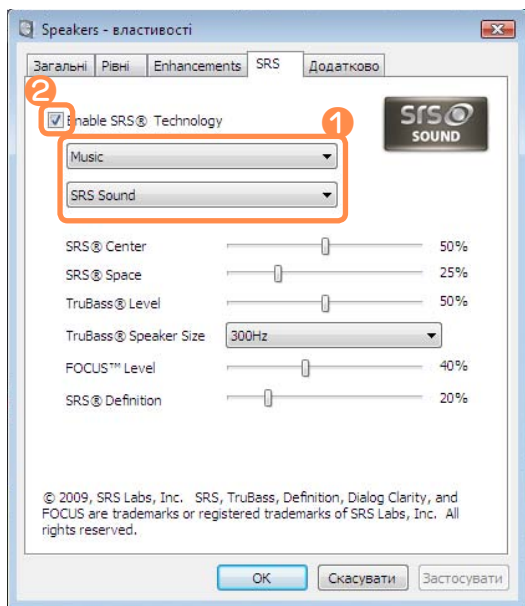 Speakers - властивості
Загальні Рівні Enhancements SRS Додатково
2
Enable SRS® Technology
1
SRS
SOUND
Music
SRS Sound
SRS® Center 50%
SRS® Space 25%
TruBass® Level 50%
TruBass® Speaker Size 300Hz
FOCUS™ Level 40%
SRS® Definition 20%
© 2009, SRS Labs, Inc. SRS, TruBass, Definition, Dialog Clarity, and
FOCUS are trademarks or registered trademarks of SRS Labs, Inc. All
rights reserved.
OK Скасувати Застосувати